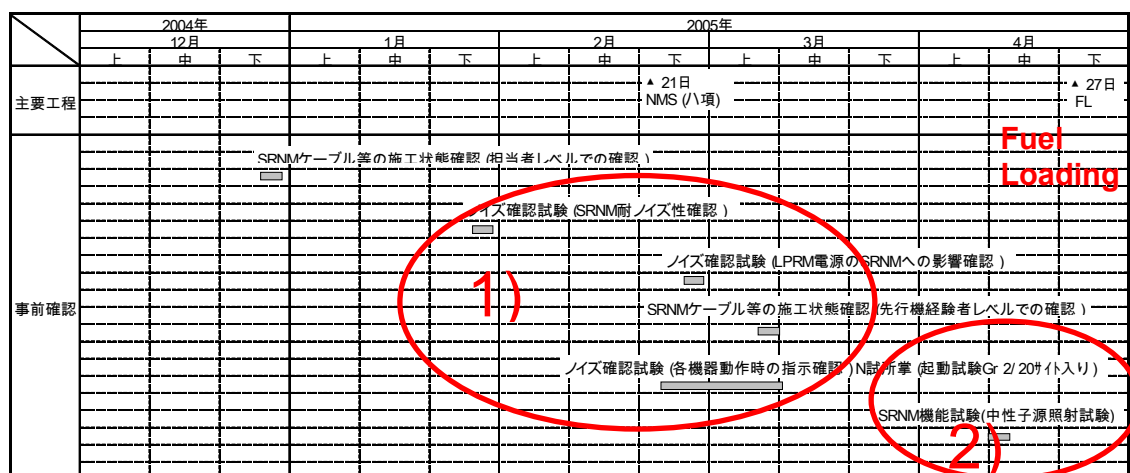 2004年 2005年
12月 1月 2月 3月 4月
上 中 下 上 中 下 上 中 下 上 中 下 上 中 下
主要工程
▲ 21日 ▲ 27日
NMS (ハ項) FL
Fuel
Loading
事前確認
SRNMケーブル等の施工状態確認 (担当者レベルでの確認 )
ノイズ確認試験 (SRNM耐ノイズ性確認 )
1)
ノイズ確認試験 (LPRM電源のSRNMへの影響確認 )
SRNMケーブル等の施工状態確認 (先行機経験者レベルでの確認 )
ノイズ確認試験 (各機器動作時の指示確認 )N試所掌 (起動試験Gr 2/20サイト入り)
SRNM機能試験(中性子源照射試験)
2)